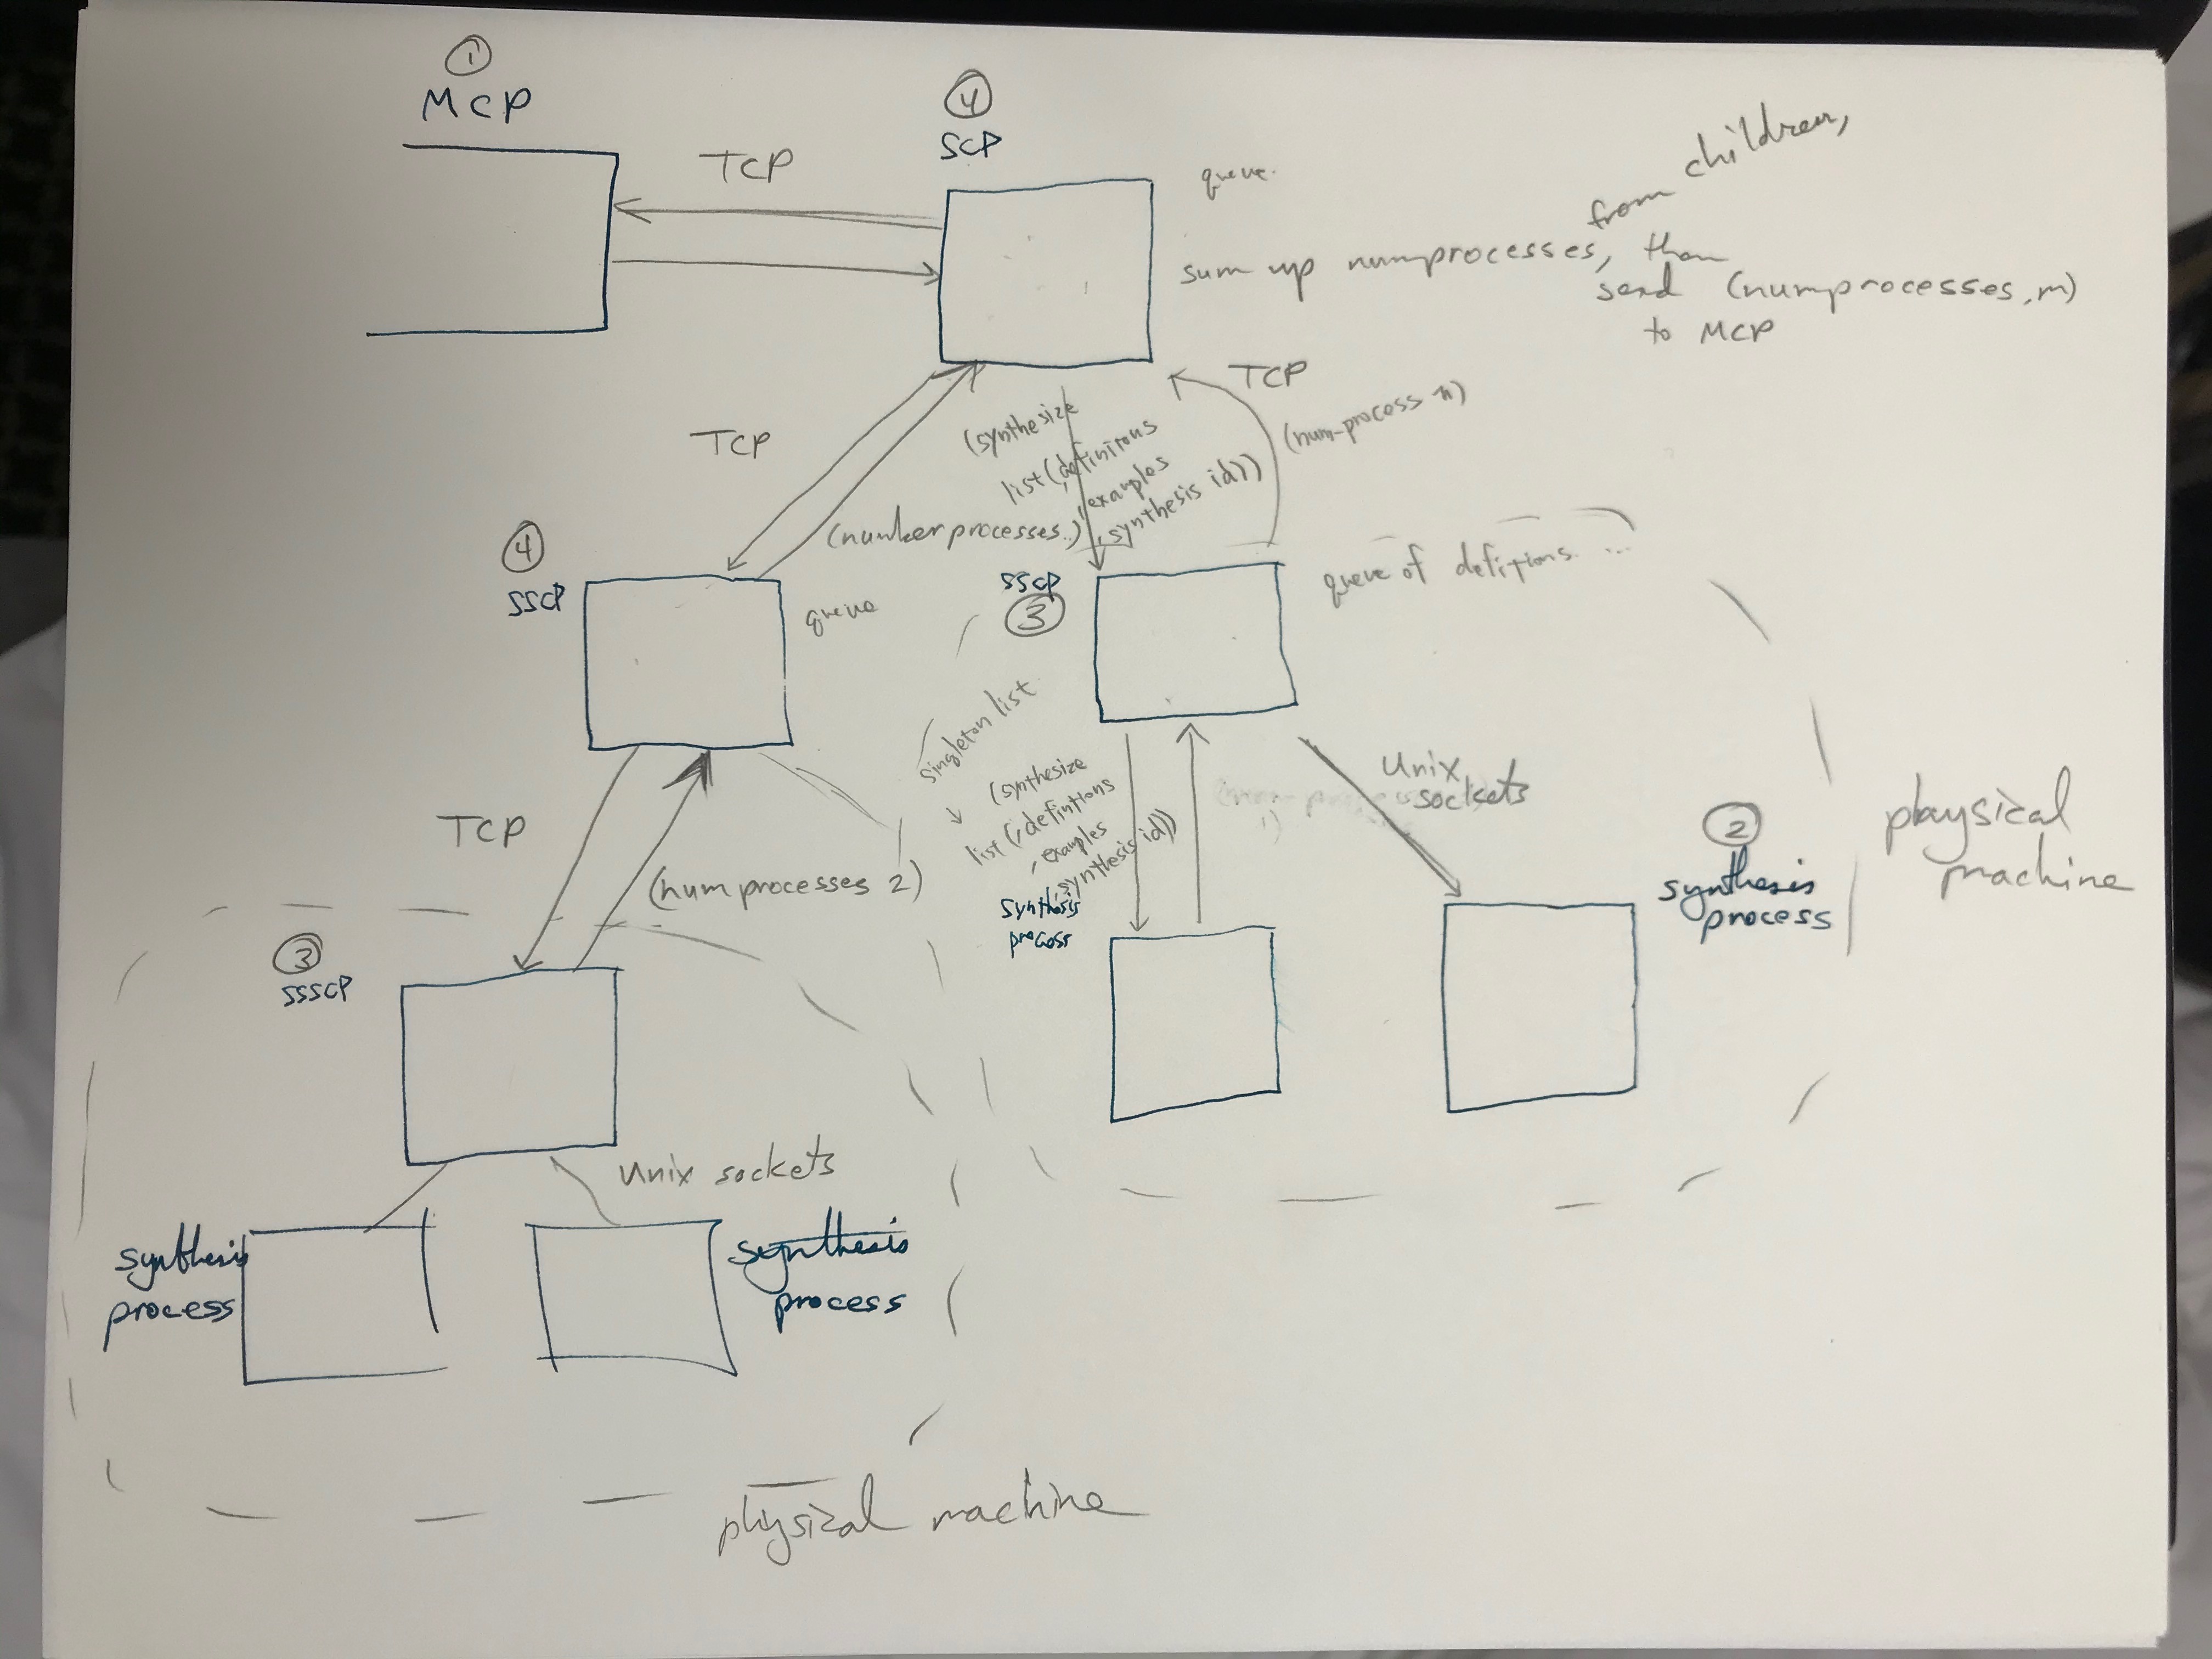 ①
MCP
④
SCP
TCP
queue.
from children,
sum up numprocesses, then
send (numprocesses, m)
to MCP
TCP
(num-process n)
TCP
(synthesize
list(,definitions
,examples
,synthesis id))
(number processes..)
④
SSCP
queue
SSCP
③
queue of defitions. ...
singleton list
(synthesize
list(,defintions
,examples
,synthesis id))
synthesis
process
Unix
sockets
②
synthesis
process
physical
machine
TCP
(num processes 2)
③
SSSCP
Unix sockets
synthesis
process
synthesis
process
physical machine